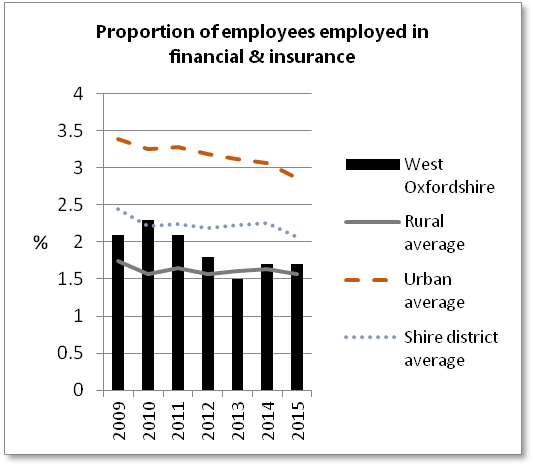 Proportion of employees employed in
financial & insurance
4
3.5
3
2.5
2
1.5
1
0.5
0
%
2009
2010
2011
2012
2013
2014
2015
West
Oxfordshire
Rural
average
Urban
average
Shire district
average